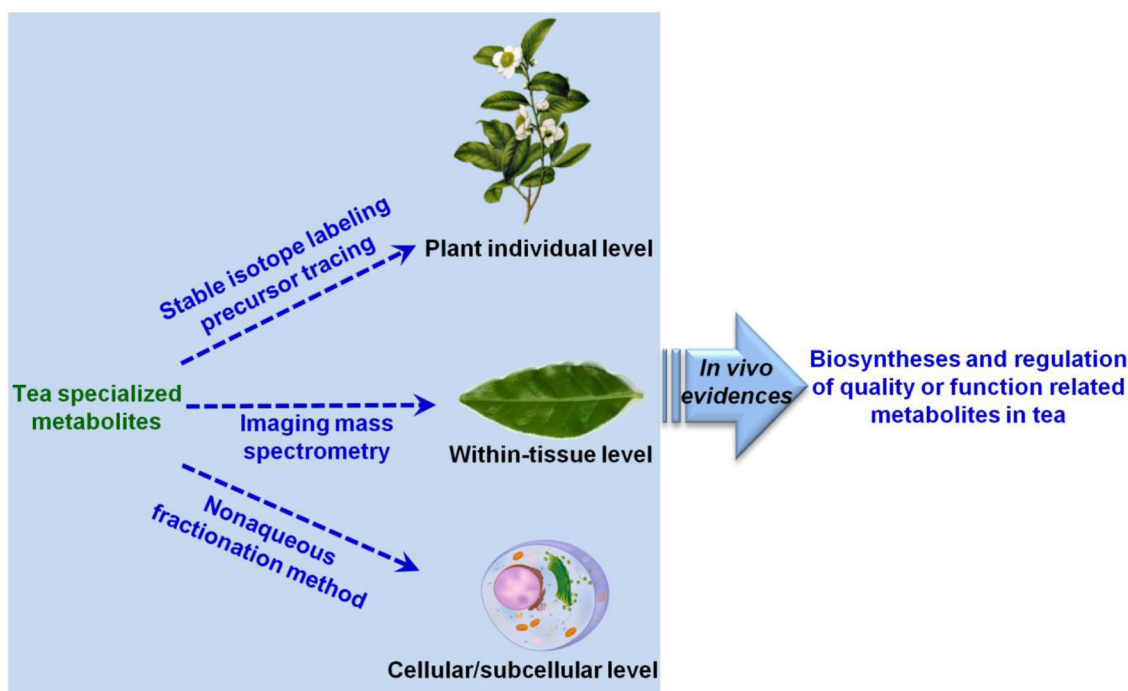 Stable isotope labeling
precursor tracing
Plant individual level
Tea specialized
metabolites
Imaging mass
spectrometry
Within-tissue level
Nonaqueous
fractionation method
Cellular/subcellular level
In vivo
evidences
Biosyntheses and regulation
of quality or function related
metabolites in tea